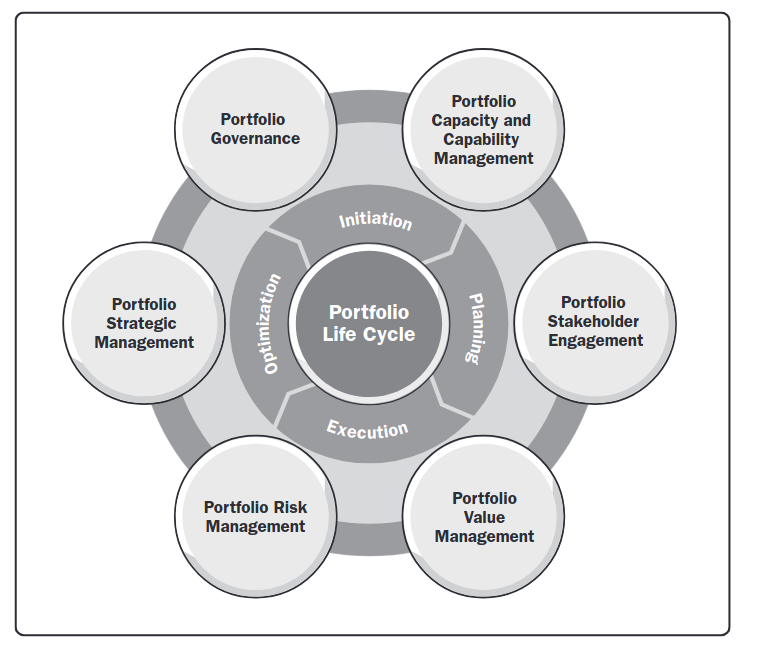 Portfolio
Governance
Portfolio
Capacity and
Capability
Management
Initiation
Portfolio
Strategic
Management
Optimization
Portfolio
Life Cycle
Planning
Portfolio
Stakeholder
Engagement
Execution
Portfolio Risk
Management
Portfolio
Value
Management